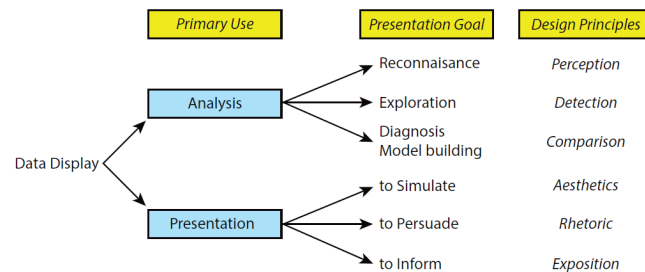 Primary Use
Presentation Goal
Design Principles
Reconnaisance
Perception
Analysis
Exploration
Detection
Diagnosis
Model building
Comparison
Data Display
to Simulate
Aesthetics
Presentation
to Persuade
Rhetoric
to Inform
Exposition